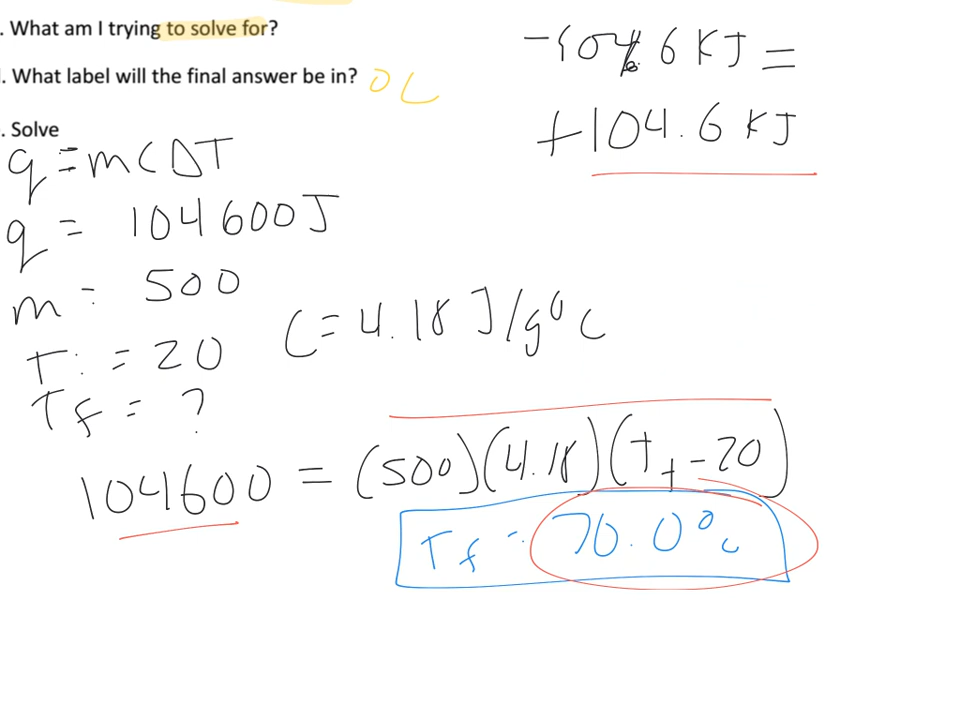 . What am I trying to solve for?
. What label will the final answer be in? °C
. Solve
-104.6 KJ =
+104.6 KJ
q = mCΔT
q = 104600J
m = 500
Ti = 20 C = 4.18 J/g°C
Tf = ?
104600 = (500)(4.18)(Tf - 20)
Tf = 70.0°C